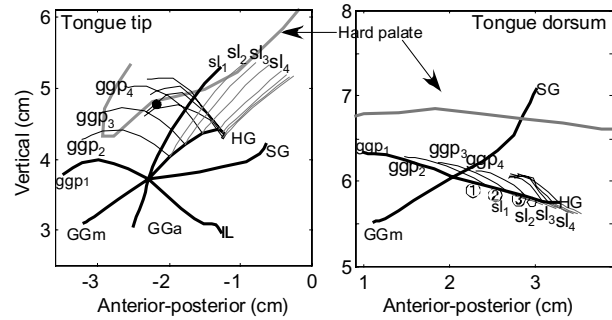 Tongue tip
Hard palate
Tongue dorsum
Vertical (cm)
6
5
4
3
-3
-2
-1
0
Anterior-posterior (cm)
sl1
sl2
sl3
sl4
ggp4
ggp3
ggp2
ggp1
HG
SG
GGm
GGa
IL
8
7
6
5
1
2
3
Anterior-posterior (cm)
SG
ggp1
ggp2
ggp3
ggp4
1
2
3
sl1
sl2
sl3
sl4
HG
GGm